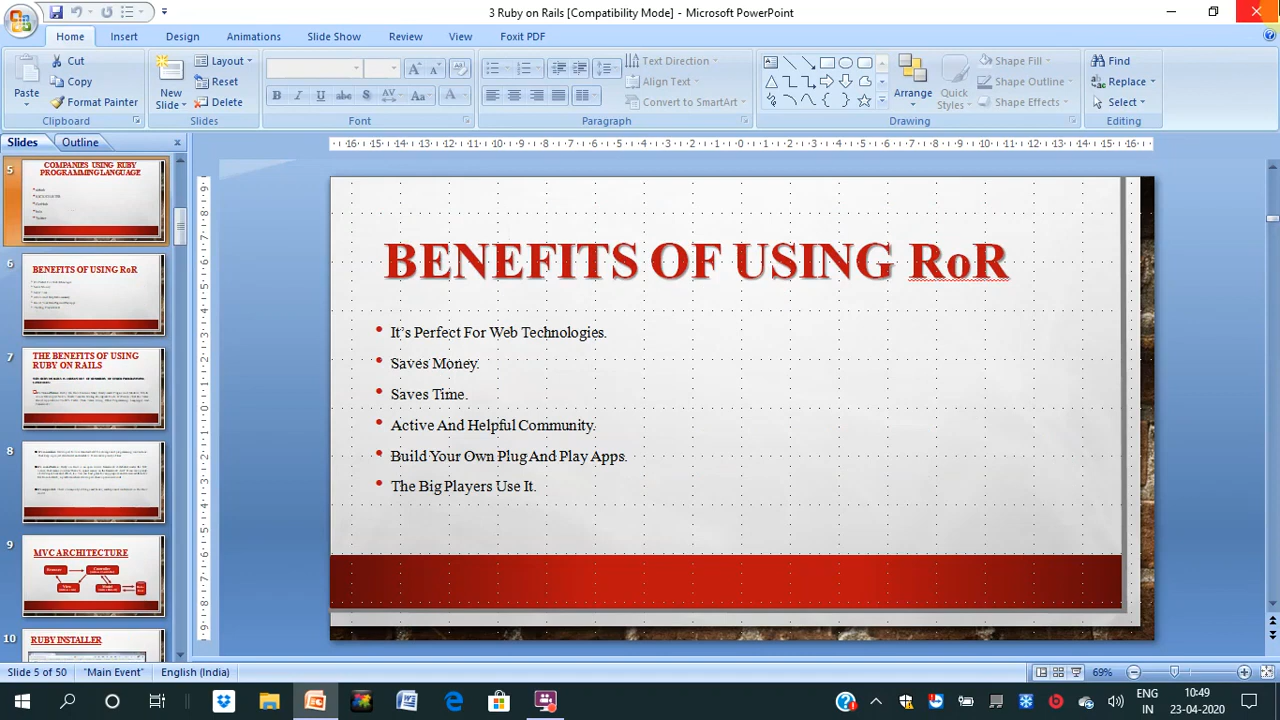 3 Ruby on Rails [Compatibility Mode] - Microsoft PowerPoint
Home Insert Design Animations Slide Show Review View Foxit PDF
Cut
Copy
Format Painter
Paste
Clipboard
New
Slide
Layout
Reset
Delete
Slides
Font
Paragraph
Text Direction
Align Text
Convert to SmartArt
Arrange
Quick
Styles
Shape Fill
Shape Outline
Shape Effects
Drawing
Find
Replace
Select
Editing
Slides Outline
5
COMPANIES USING RUBY
PROGRAMMING LANGUAGE
6
BENEFITS OF USING RoR
7
THE BENEFITS OF USING
RUBY ON RAILS
8
9
MVC ARCHITECTURE
10
RUBY INSTALLER
BENEFITS OF USING RoR
• It's Perfect For Web Technologies.
• Saves Money.
• Saves Time.
• Active And Helpful Community.
• Build Your Own Plug And Play Apps.
• The Big Players Use It.
Slide 5 of 50 "Main Event" English (India) 69%
ENG
IN
10:49
23-04-2020